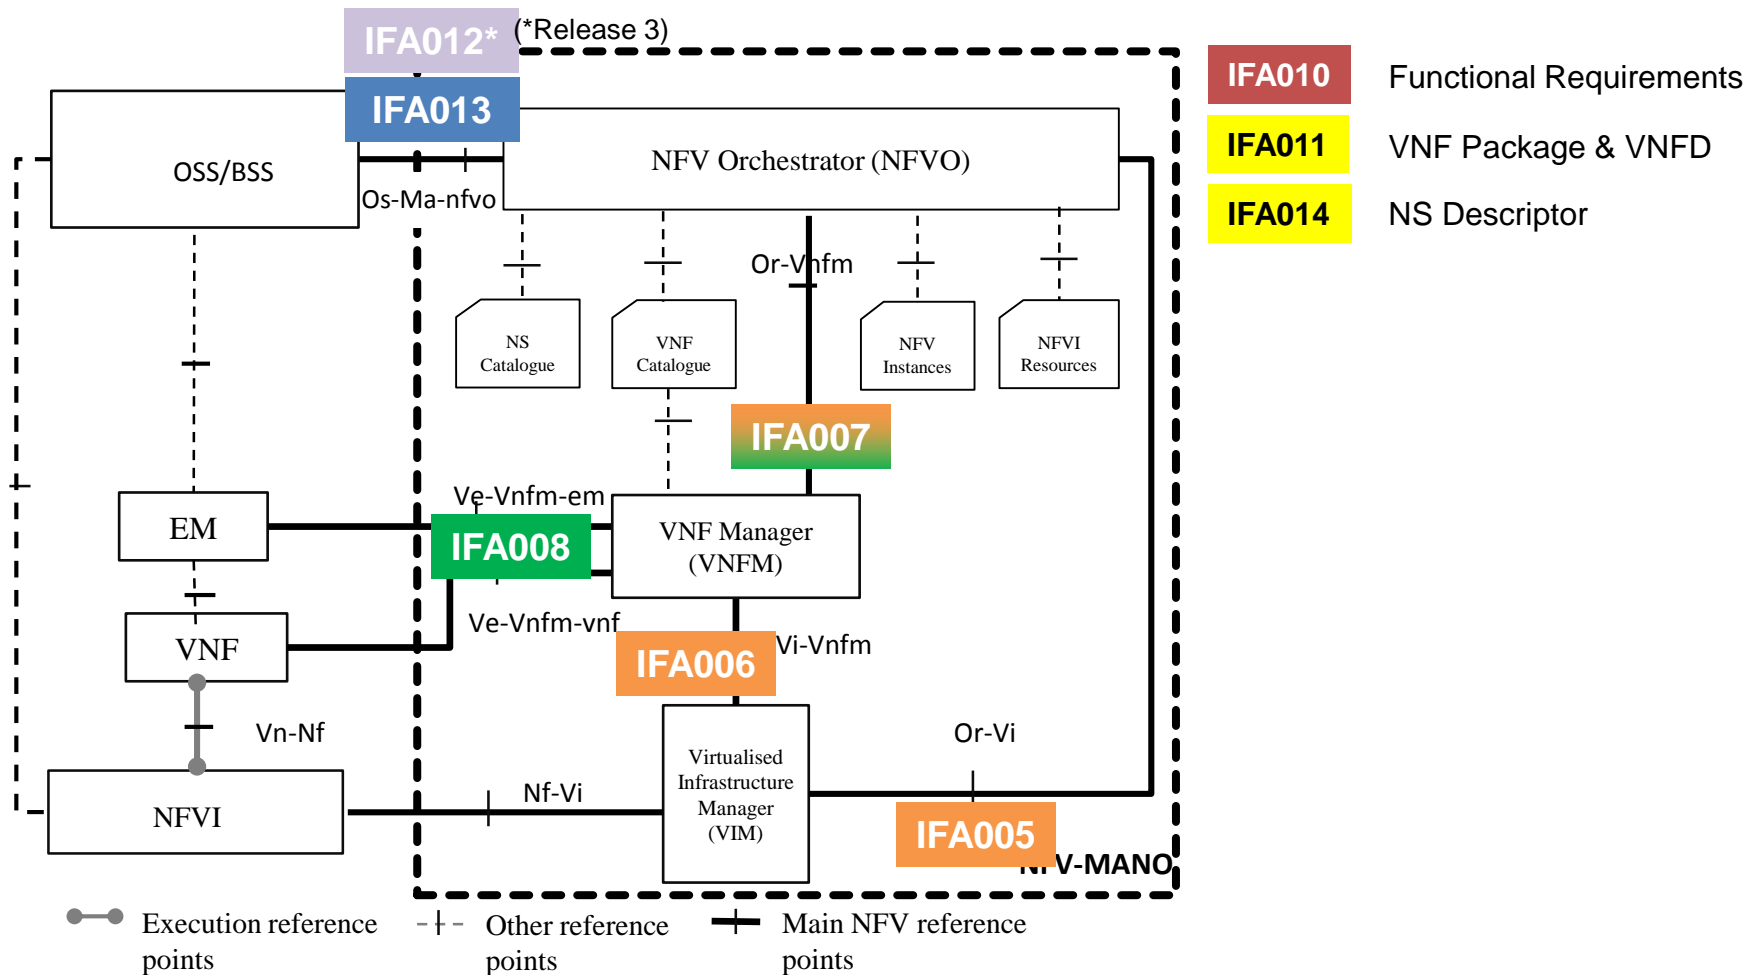 IFA012*
(*Release 3)
IFA013
IFA010
Functional Requirements
IFA011
VNF Package & VNFD
IFA014
NS Descriptor
OSS/BSS
NFV Orchestrator (NFVO)
Os-Ma-nfvo
Or-Vnfm
NS
Catalogue
VNF
Catalogue
NFV
Instances
NFVI
Resources
IFA007
Ve-Vnfm-em
EM
IFA008
VNF Manager
(VNFM)
Ve-Vnfm-vnf
VNF
IFA006
Vi-Vnfm
Vn-Nf
Or-Vi
Virtualised
Infrastructure
Manager
(VIM)
Nf-Vi
NFVI
IFA005
NFV-MANO
Execution reference
points
Other reference
points
Main NFV reference
points